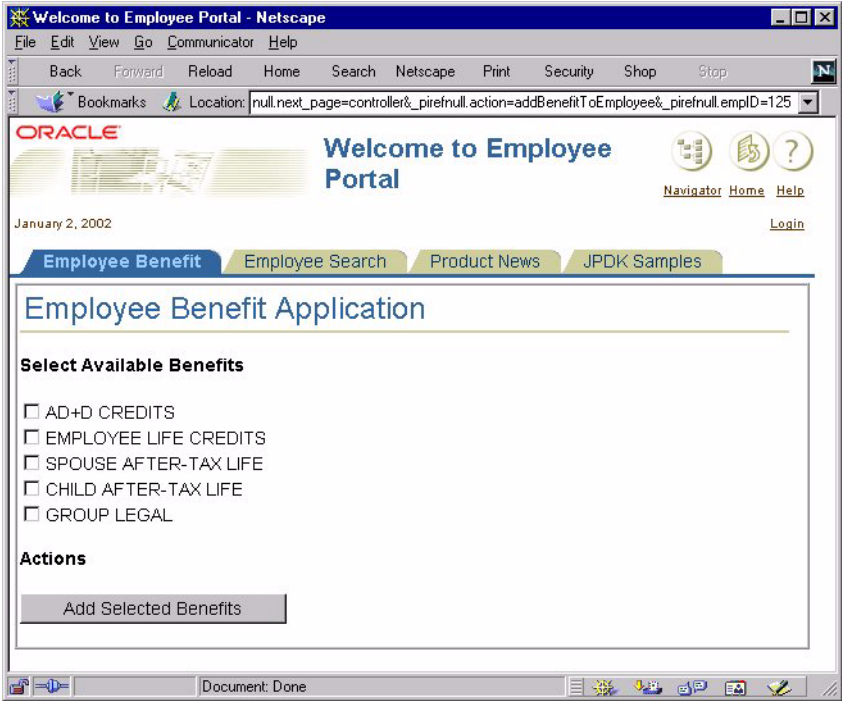 Welcome to Employee Portal - Netscape
File Edit View Go Communicator Help
Back Forward Reload Home Search Netscape Print Security Shop Stop
N
Bookmarks Location: null.next_page=controller&_pirefnull.action=addBenefitToEmployee&_pirefnull.empID=125
ORACLE
Welcome to Employee
Portal
?
Navigator Home Help
January 2, 2002
Login
Employee Benefit Employee Search Product News JPDK Samples
Employee Benefit Application
Select Available Benefits
AD+D CREDITS
EMPLOYEE LIFE CREDITS
SPOUSE AFTER-TAX LIFE
CHILD AFTER-TAX LIFE
GROUP LEGAL
Actions
Add Selected Benefits
Document: Done